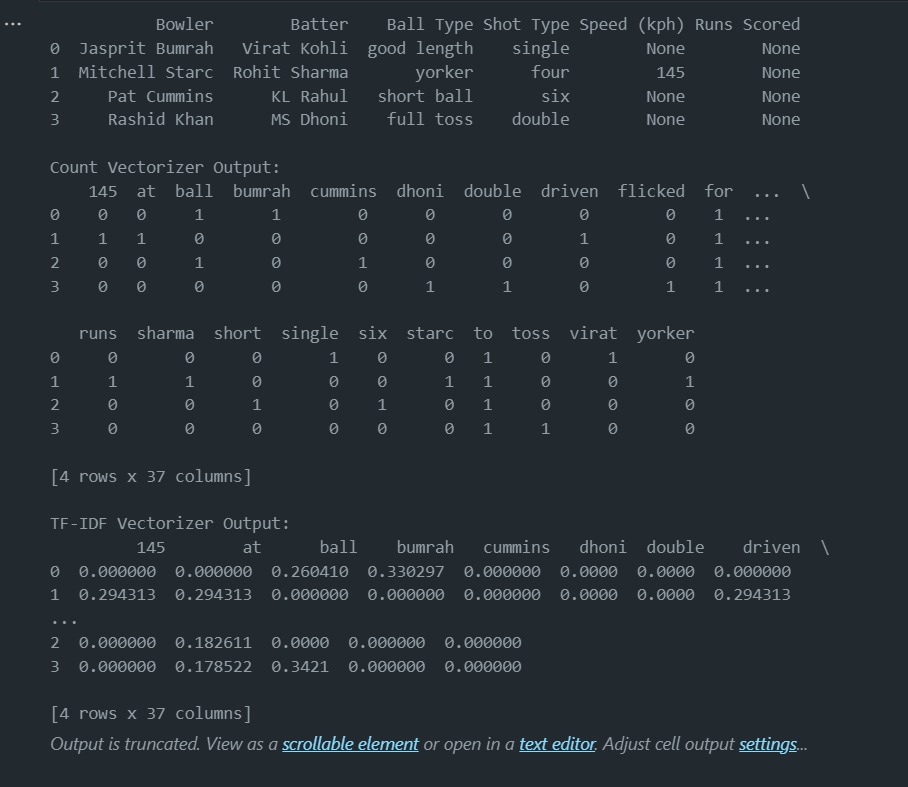 ...
Bowler Batter Ball Type Shot Type Speed (kph) Runs Scored
0 Jasprit Bumrah Virat Kohli good length single None None
1 Mitchell Starc Rohit Sharma yorker four 145 None
2 Pat Cummins KL Rahul short ball six None None
3 Rashid Khan MS Dhoni full toss double None None
Count Vectorizer Output:
145 at ball bumrah cummins dhoni double driven flicked for ... \
0 0 0 1 1 0 0 0 0 0 1 ...
1 1 1 0 0 0 0 0 1 0 1 ...
2 0 0 1 0 1 0 0 0 0 1 ...
3 0 0 0 0 0 1 1 0 1 1 ...
runs sharma short single six starc to toss virat yorker
0 0 0 0 1 0 0 1 0 1 0
1 1 1 0 0 0 1 1 0 0 1
2 0 0 1 0 1 0 1 0 0 0
3 0 0 0 0 0 0 1 1 0 0
[4 rows x 37 columns]
TF-IDF Vectorizer Output:
145 at ball bumrah cummins dhoni double driven \
0 0.000000 0.000000 0.260410 0.330297 0.000000 0.0000 0.0000 0.000000
1 0.294313 0.294313 0.000000 0.000000 0.000000 0.0000 0.0000 0.294313
...
2 0.000000 0.182611 0.0000 0.000000 0.000000
3 0.000000 0.178522 0.3421 0.000000 0.000000
[4 rows x 37 columns]
Output is truncated. View as a scrollable element or open in a text editor. Adjust cell output settings...